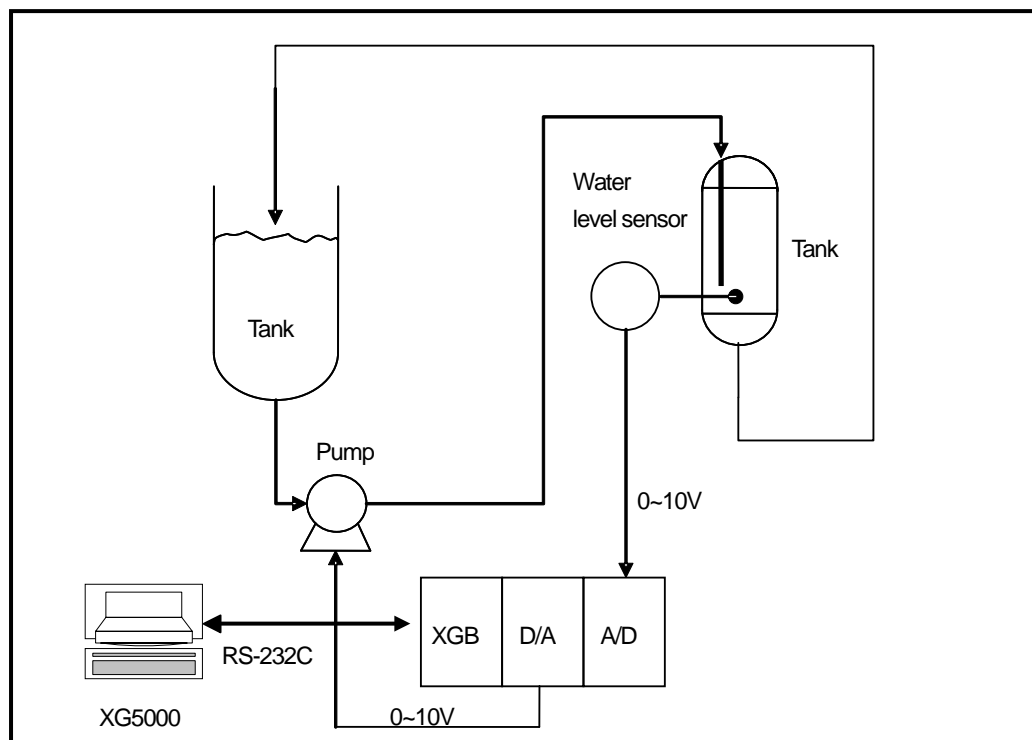 Water
level sensor
Tank
Tank
Pump
0~10V
XGB
D/A
A/D
RS-232C
XG5000
0~10V